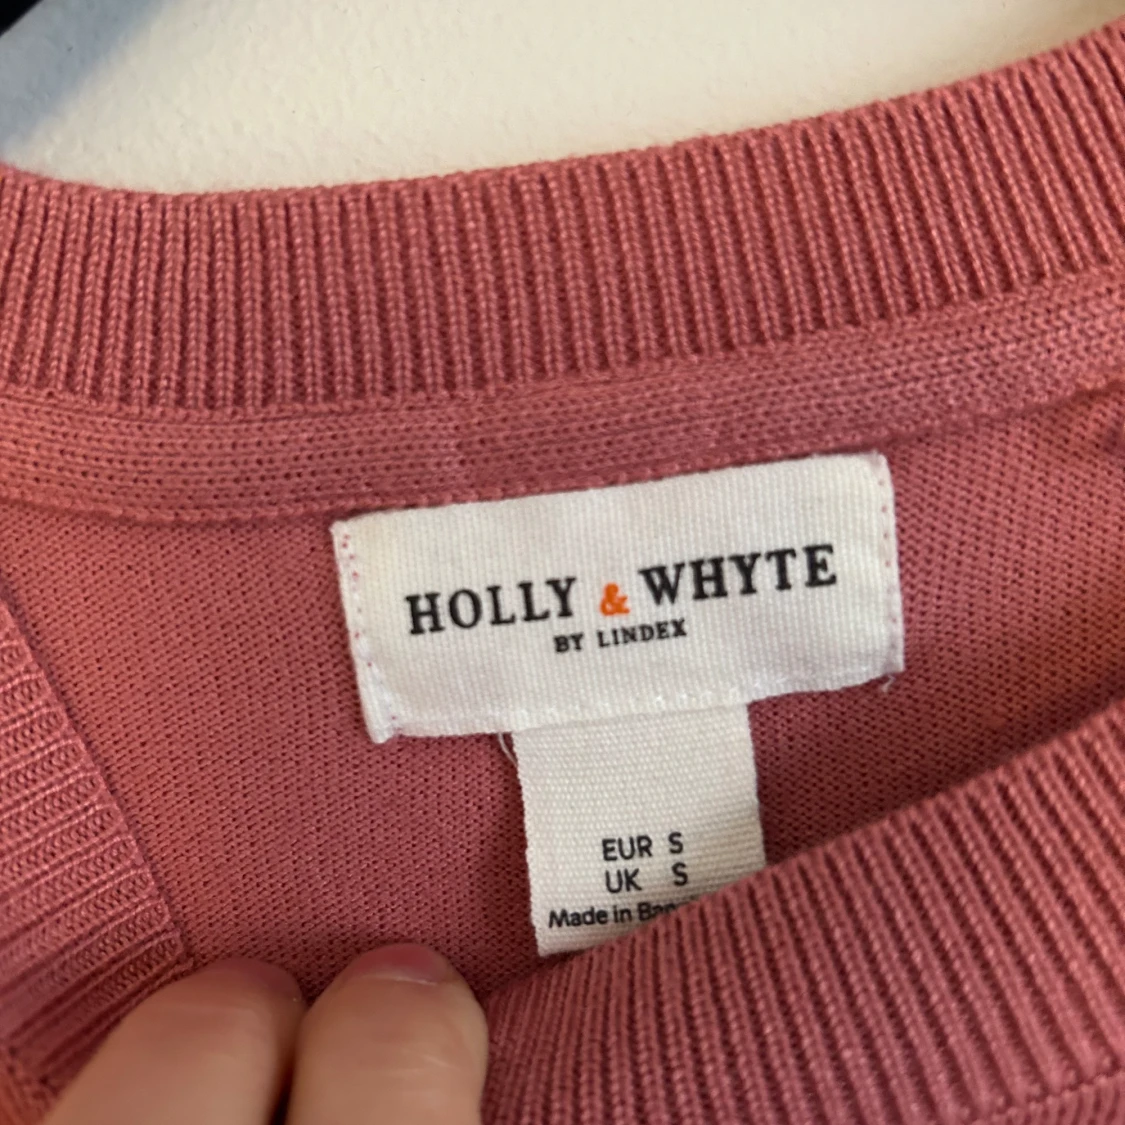 HOLLY & WHYTE
BY LINDEX
EUR S
UK S
Made in